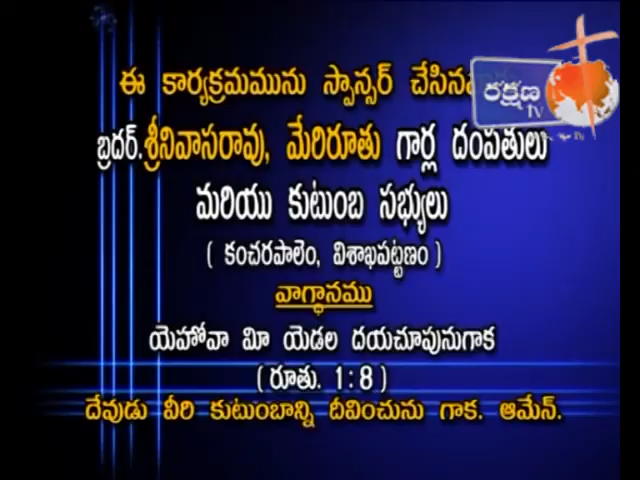 ఈ కార్యక్రమమును స్పాన్సర్ చేసిన
రక్షణ
TV
బ్రదర్.శ్రీనివాసరావు, మేరిరూతు గార్ల దంపతులు
మరియు కుటుంబ సభ్యులు
( కంచరపాలెం, విశాఖపట్టణం )
వాగ్ధానము
యెహోవా మీ యెడల దయచూపునుగాక
( రూతు. 1:8 )
దేవుడు వీరి కుటుంబాన్ని దీవించును గాక. ఆమేన్.